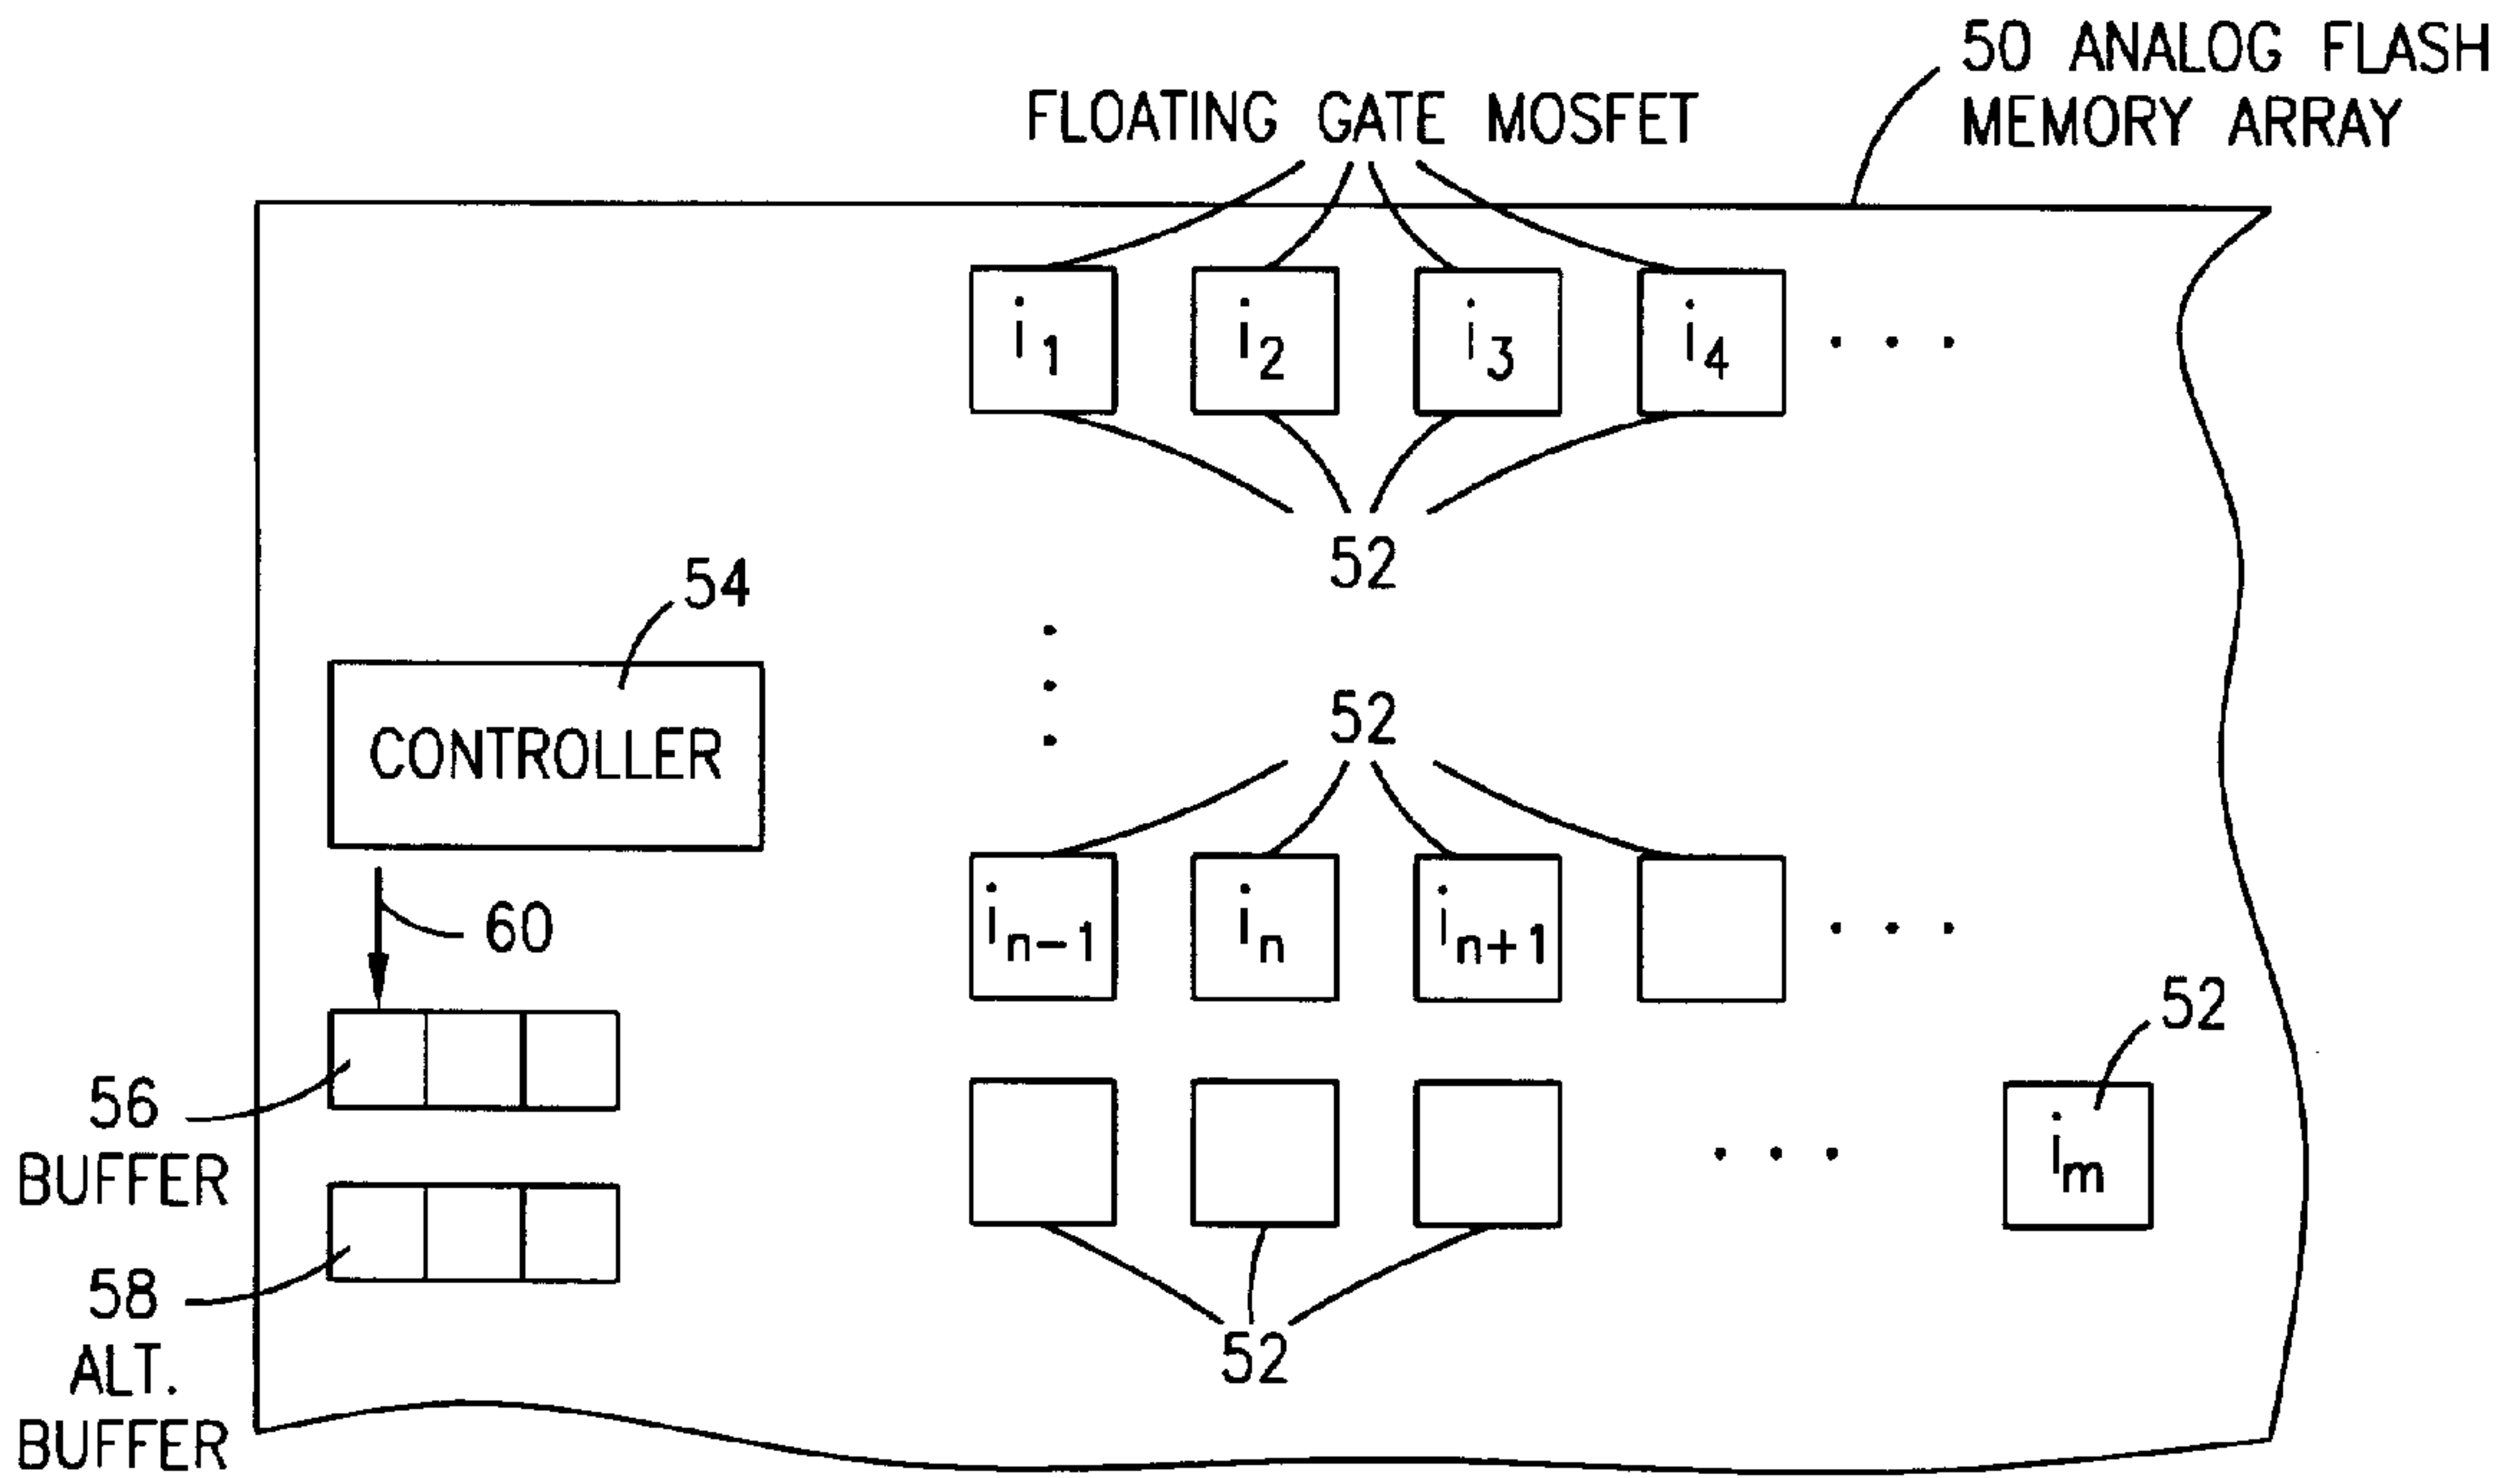 50 ANALOG FLASH
MEMORY ARRAY
FLOATING GATE MOSFET
i1 i2 i3 i4 . . .
52
54
CONTROLLER
52
60
in-1 in in+1 . . .
52
56
BUFFER
. . . im
58
ALT.
BUFFER
52